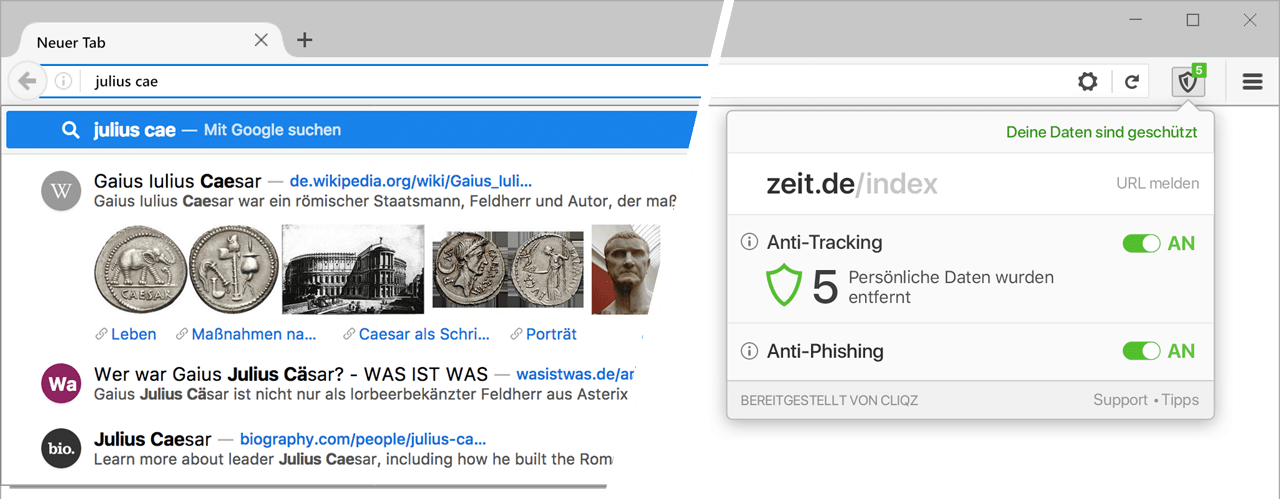 Neuer Tab
julius cae
julius cae — Mit Google suchen
W
Gaius Iulius Caesar — de.wikipedia.org/wiki/Gaius_Iuli...
Gaius Iulius Caesar war ein römischer Staatsmann, Feldherr und Autor, der maß
CAESAR
Leben Maßnahmen na... Caesar als Schri... Porträt
Wa
Wer war Gaius Julius Cäsar? - WAS IST WAS — wasistwas.de/ar
Gaius Julius Cäsar ist nicht nur als lorbeerbekänzter Feldherr aus Asterix
bio.
Julius Caesar — biography.com/people/julius-ca...
Learn more about leader Julius Caesar, including how he built the Rom
5
Deine Daten sind geschützt
zeit.de/index URL melden
Anti-Tracking AN
5 Persönliche Daten wurden
entfernt
Anti-Phishing AN
BEREITGESTELLT VON CLIQZ Support • Tipps